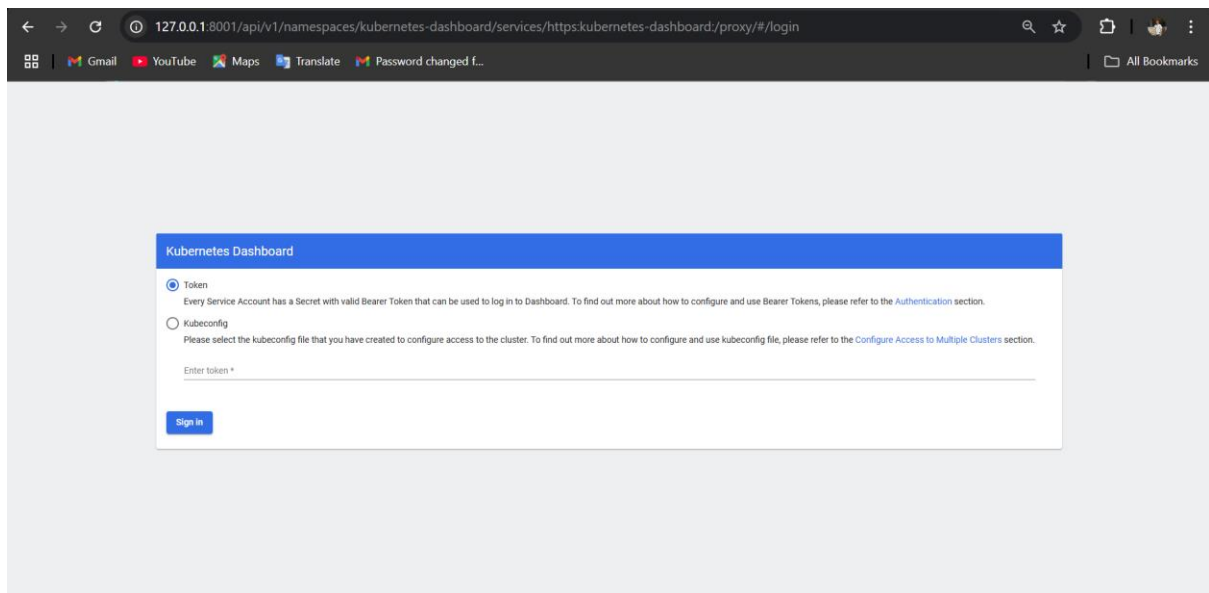 127.0.0.1:8001/api/v1/namespaces/kubernetes-dashboard/services/https:kubernetes-dashboard:/proxy/#/login
Gmail YouTube Maps Translate Password changed f... All Bookmarks
Kubernetes Dashboard
Token
Every Service Account has a Secret with valid Bearer Token that can be used to log in to Dashboard. To find out more about how to configure and use Bearer Tokens, please refer to the Authentication section.
Kubeconfig
Please select the kubeconfig file that you have created to configure access to the cluster. To find out more about how to configure and use kubeconfig file, please refer to the Configure Access to Multiple Clusters section.
Enter token *
Sign in